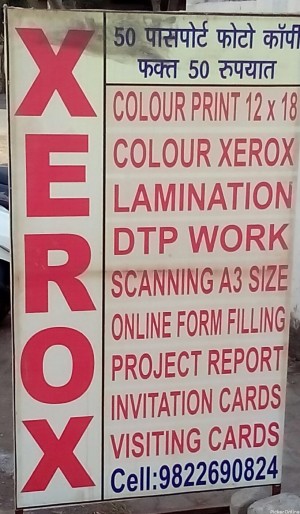 XEROX
50 पासपोर्ट फोटो कॉपी
फक्त 50 रुपयात
COLOUR PRINT 12 x 18
COLOUR XEROX
LAMINATION
DTP WORK
SCANNING A3 SIZE
ONLINE FORM FILLING
PROJECT REPORT
INVITATION CARDS
VISITING CARDS
Cell:9822690824